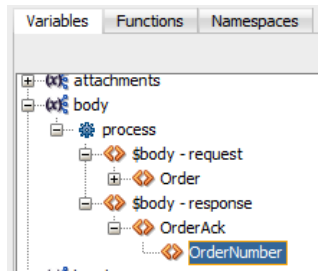 Variables Functions Namespaces
attachments
body
process
$body - request
Order
$body - response
OrderAck
OrderNumber